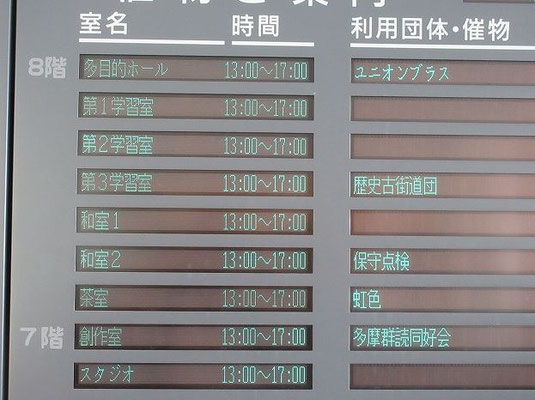 室名 時間 利用団体・催物
8階 多目的ホール 13:00～17:00 ユニオンブラス
第1学習室 13:00～17:00
第2学習室 13:00～17:00
第3学習室 13:00～17:00 歴史古街道団
和室1 13:00～17:00
和室2 13:00～17:00 保守点検
茶室 13:00～17:00 虹色
7階 創作室 13:00～17:00 多摩群読同好会
スタジオ 13:00～17:00